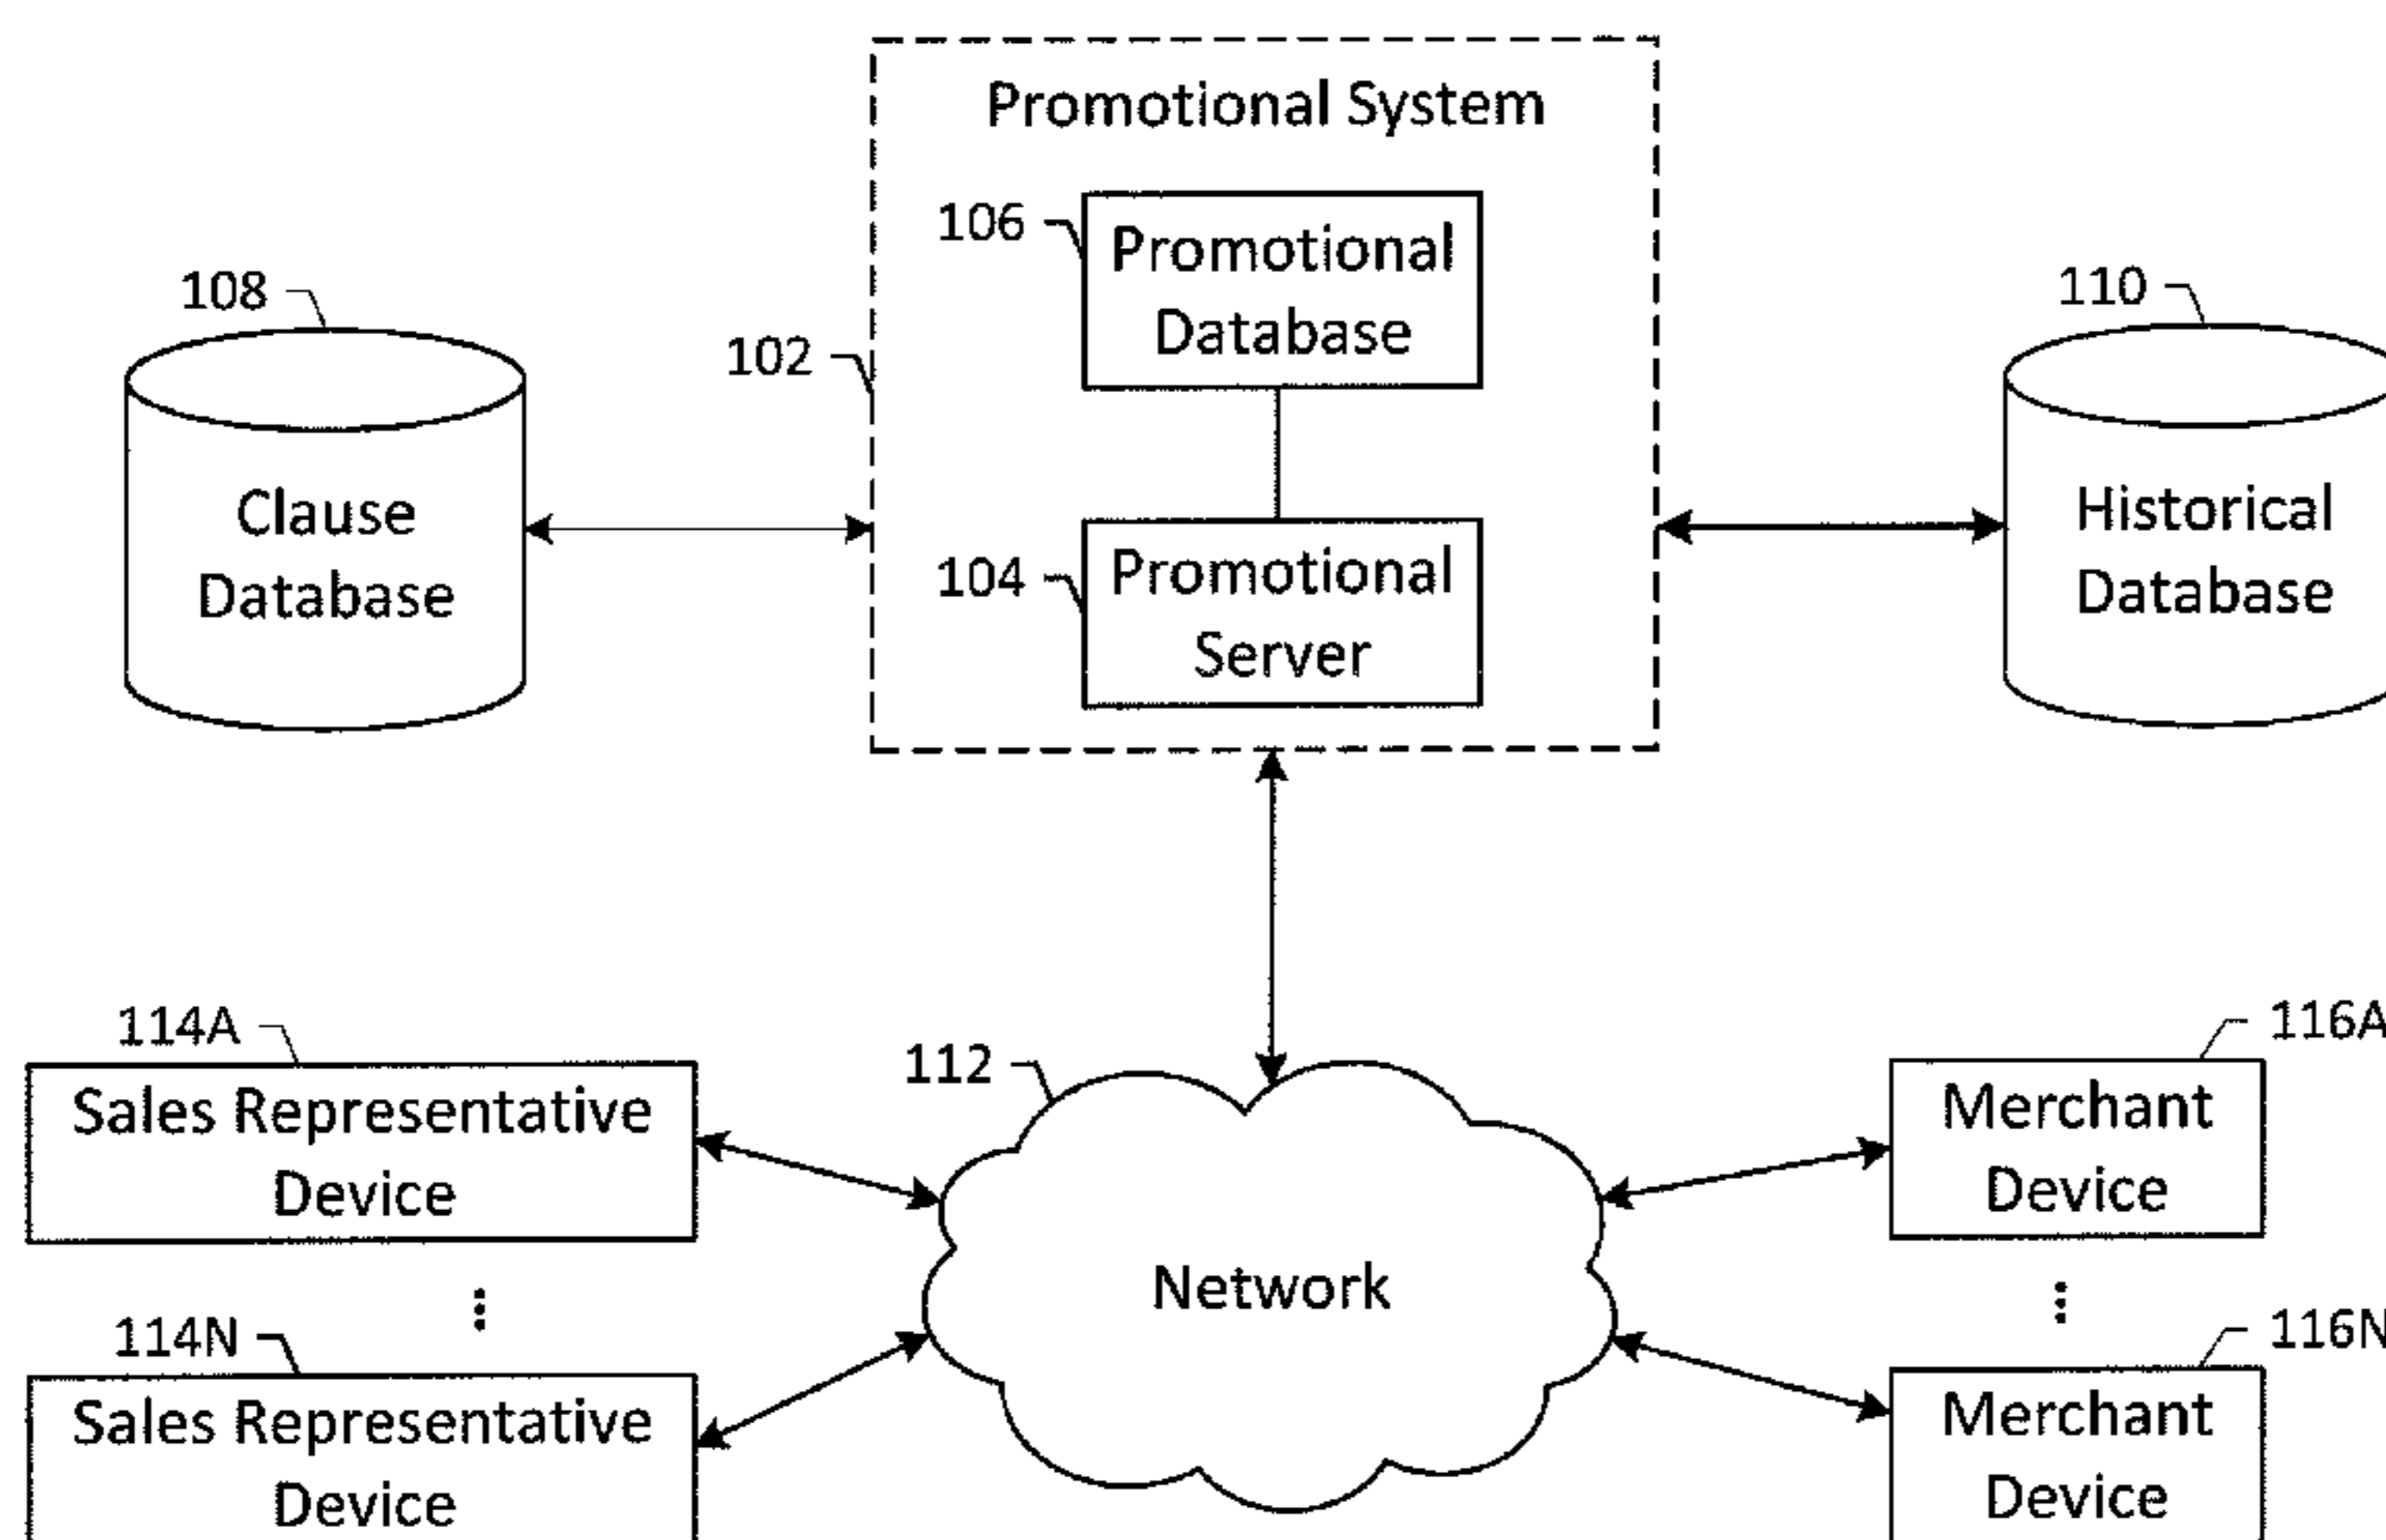 Promotional System
106
Promotional
Database
108
110
102
Clause
Database
Historical
Database
104
Promotional
Server
114A
Sales Representative
Device
112
116A
Merchant
Device
Network
114N
Sales Representative
Device
116N
Merchant
Device